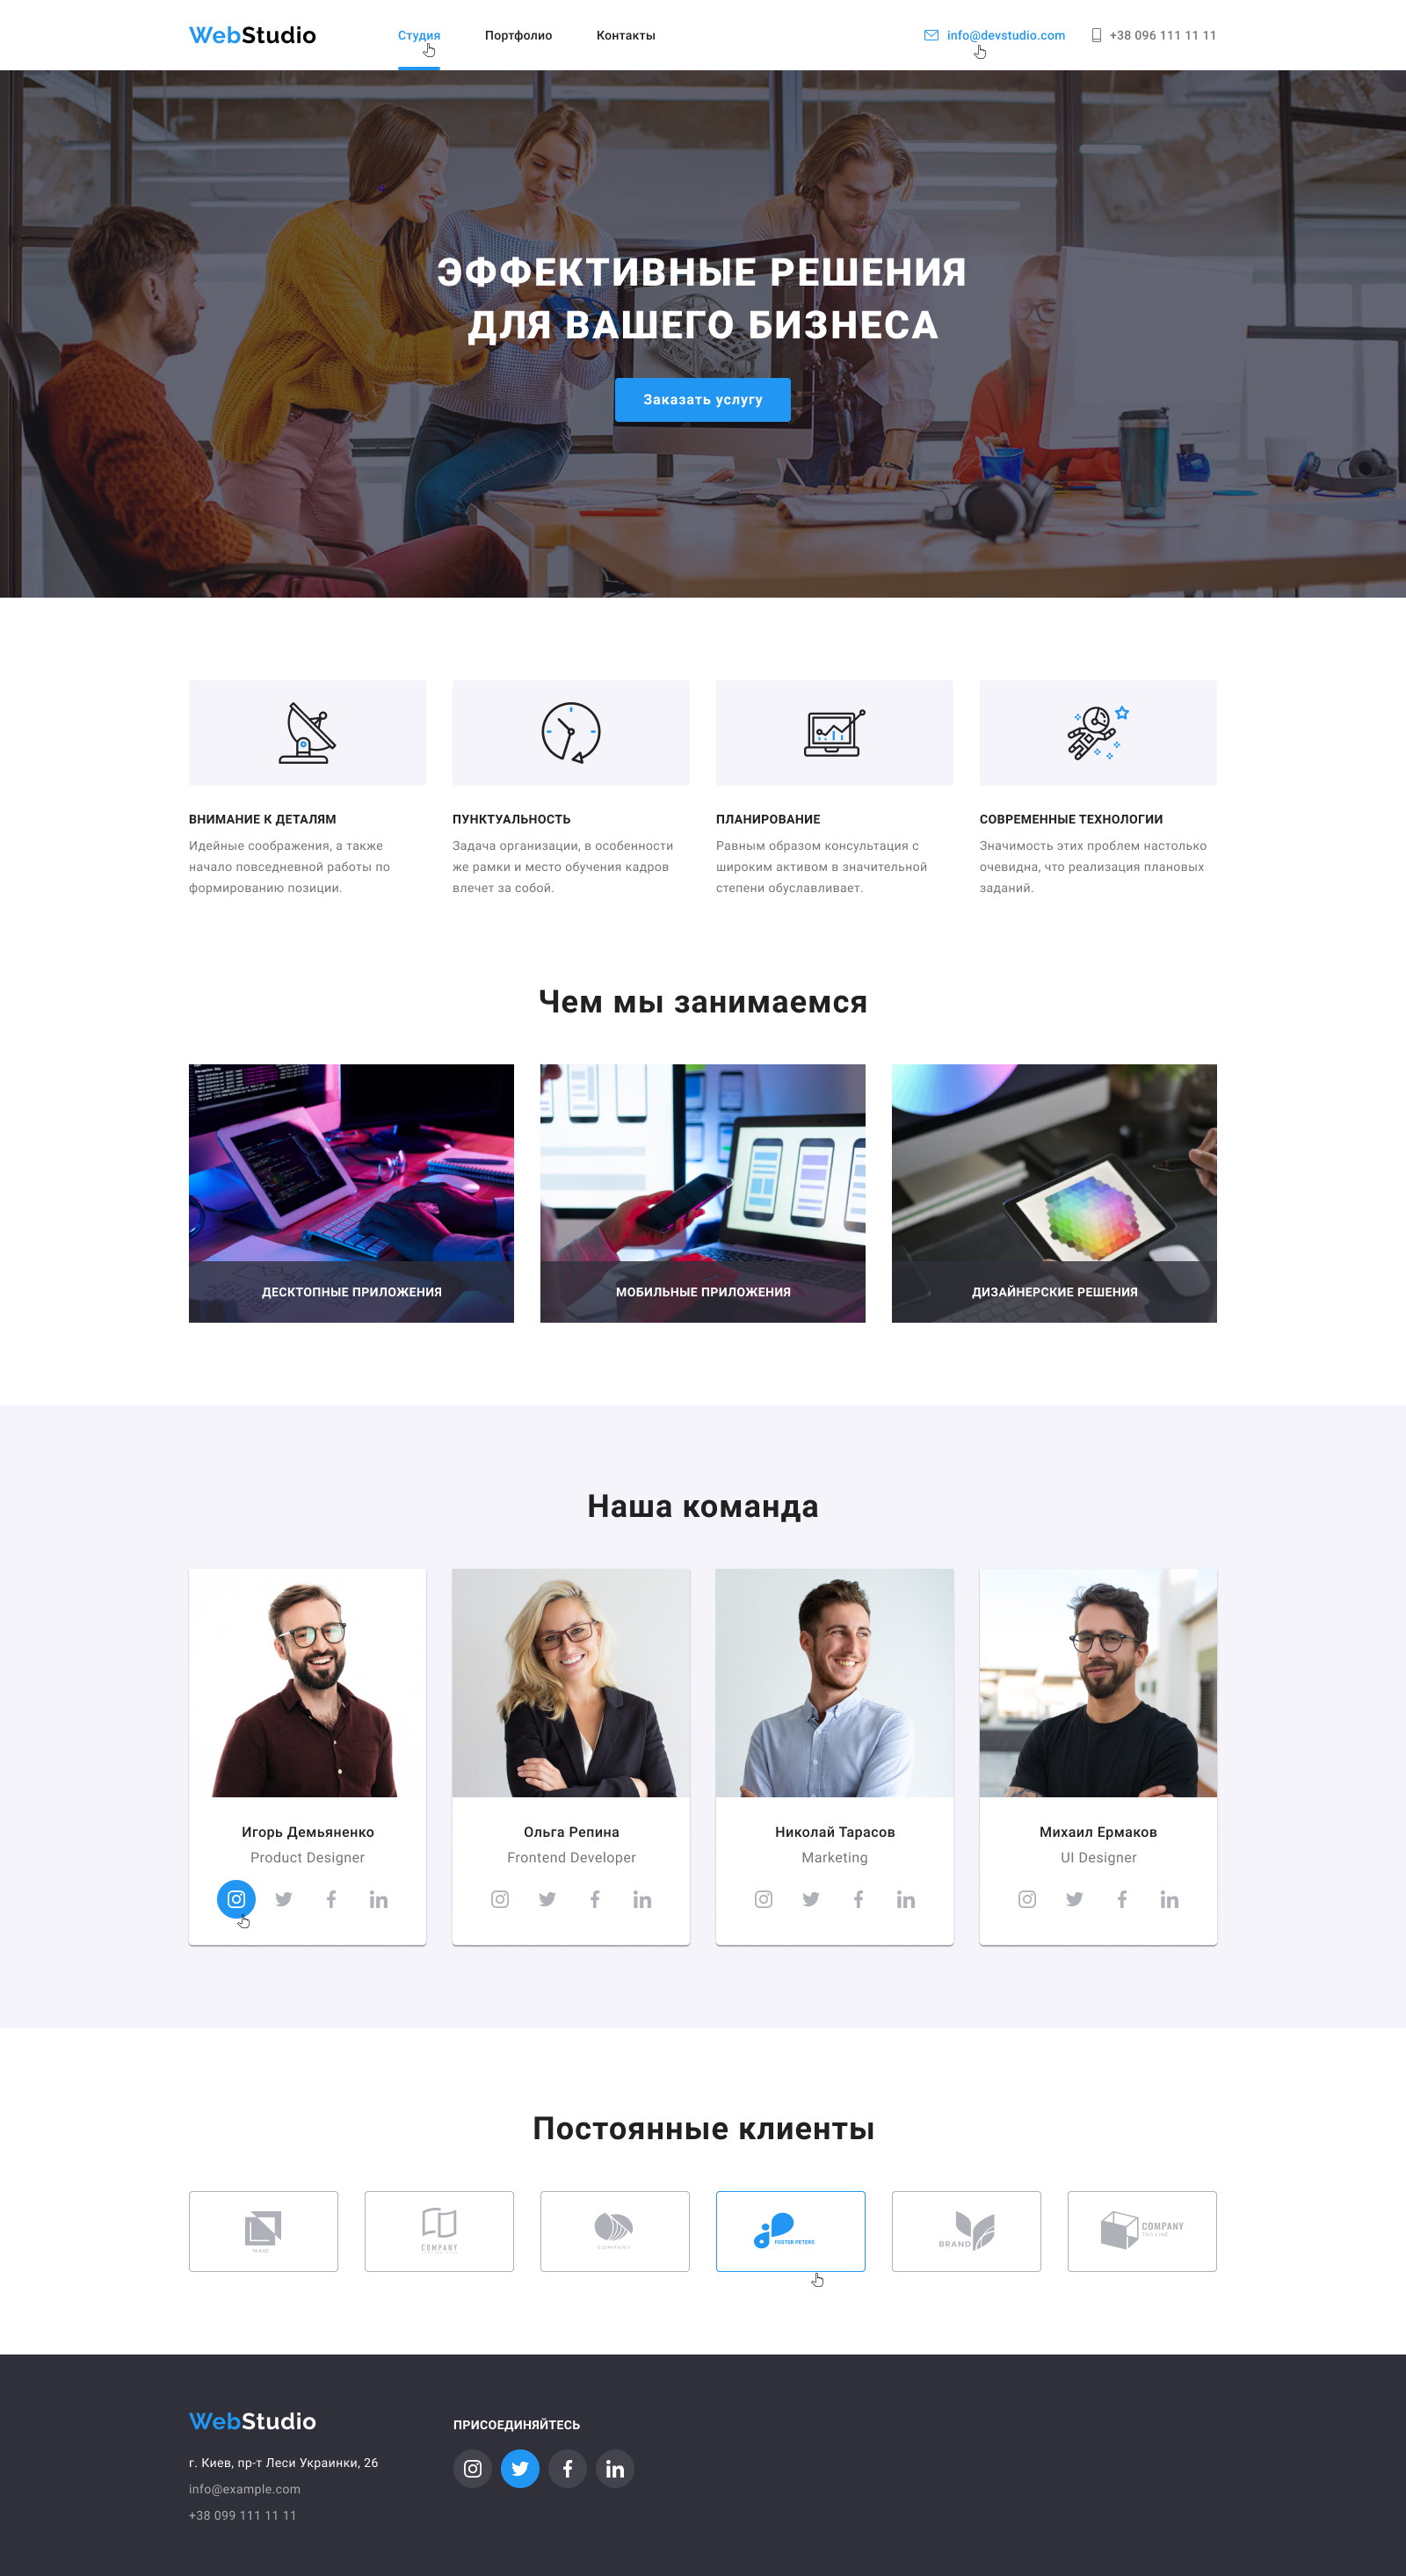 WebStudio
Студия
Портфолио
Контакты
info@devstudio.com
+38 096 111 11 11
ЭФФЕКТИВНЫЕ РЕШЕНИЯ
ДЛЯ ВАШЕГО БИЗНЕСА
Заказать услугу
ВНИМАНИЕ К ДЕТАЛЯМ
Идейные соображения, а также
начало повседневной работы по
формированию позиции.
ПУНКТУАЛЬНОСТЬ
Задача организации, в особенности
же рамки и место обучения кадров
влечет за собой.
ПЛАНИРОВАНИЕ
Равным образом консультация с
широким активом в значительной
степени обуславливает.
СОВРЕМЕННЫЕ ТЕХНОЛОГИИ
Значимость этих проблем настолько
очевидна, что реализация плановых
заданий.
Чем мы занимаемся
ДЕСКТОПНЫЕ ПРИЛОЖЕНИЯ
МОБИЛЬНЫЕ ПРИЛОЖЕНИЯ
ДИЗАЙНЕРСКИЕ РЕШЕНИЯ
Наша команда
Игорь Демьяненко
Product Designer
Ольга Репина
Frontend Developer
Николай Тарасов
Marketing
Михаил Ермаков
UI Designer
Постоянные клиенты
COMPANY
COMPANY
FOSTER PETERS
BRAND
COMPANY
TAG LINE
WebStudio
г. Киев, пр-т Леси Украинки, 26
info@example.com
+38 099 111 11 11
ПРИСОЕДИНЯЙТЕСЬ